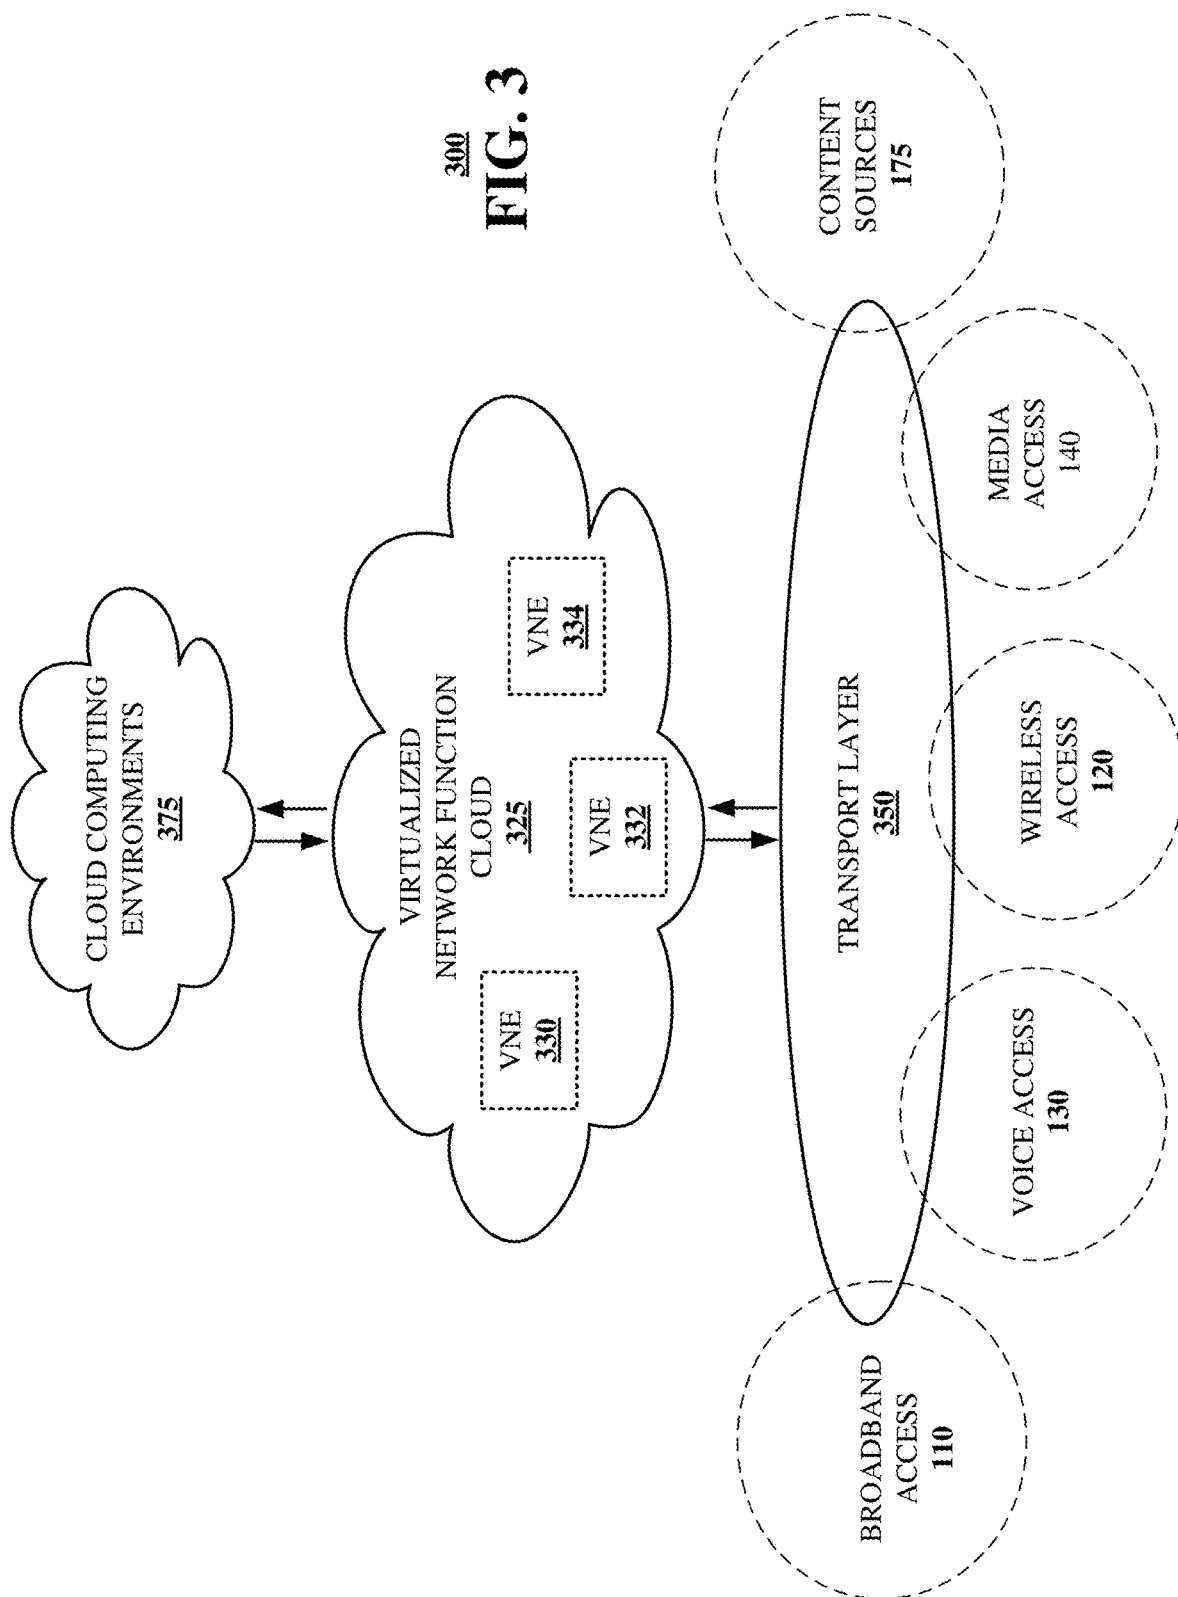 CLOUD COMPUTING
ENVIRONMENTS
375
VIRTUALIZED
NETWORK FUNCTION
CLOUD
325
VNE
330
VNE
332
VNE
334
TRANSPORT LAYER
350
BROADBAND
ACCESS
110
VOICE ACCESS
130
WIRELESS
ACCESS
120
MEDIA
ACCESS
140
CONTENT
SOURCES
175
300
FIG. 3